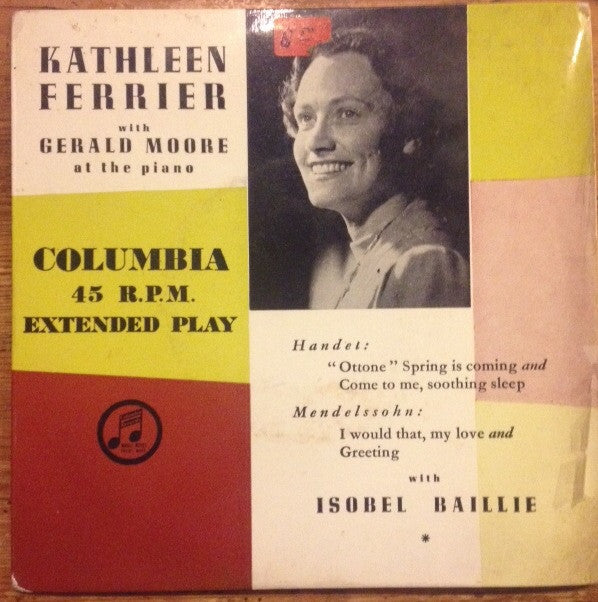 KATHLEEN
FERRIER
with
GERALD MOORE
at the piano
COLUMBIA
45 R.P.M.
EXTENDED PLAY
Handel:
"Ottone" Spring is coming and
Come to me, soothing sleep
Mendelssohn:
I would that, my love and
Greeting
with
ISOBEL BAILLIE
*